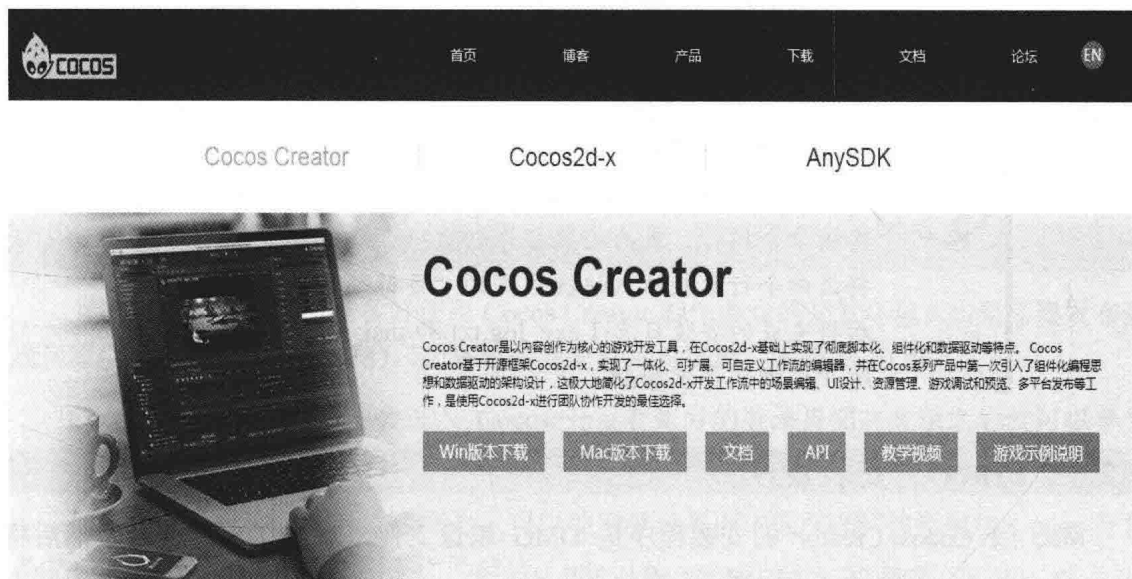 COCOS
首页 博客 产品 下载 文档 论坛 EN
Cocos Creator Cocos2d-x AnySDK
Cocos Creator
Cocos Creator是以内容创作为核心的游戏开发工具，在Cocos2d-x基础上实现了彻底脚本化、组件化和数据驱动等特点。 Cocos
Creator基于开源框架Cocos2d-x，实现了一体化、可扩展、可自定义工作流的编辑器，并在Cocos系列产品中第一次引入了组件化编程思
想和数据驱动的架构设计，这极大地简化了Cocos2d-x开发工作流中的场景编辑、UI设计、资源管理、游戏调试和预览、多平台发布等工
作，是使用Cocos2d-x进行团队协作开发的最佳选择。
Win版本下载 Mac版本下载 文档 API 教学视频 游戏示例说明